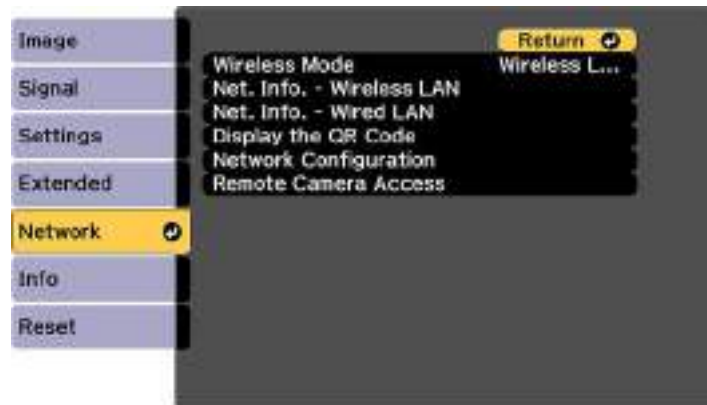 Image
Signal
Settings
Extended
Network
Info
Reset
Return
Wireless Mode Wireless L...
Net. Info. - Wireless LAN
Net. Info. - Wired LAN
Display the QR Code
Network Configuration
Remote Camera Access